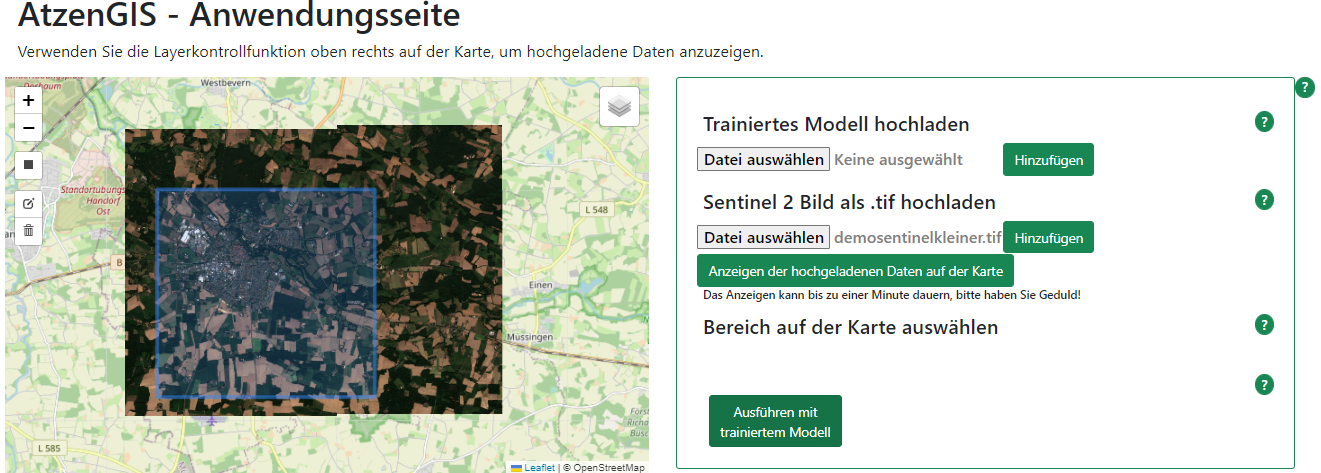 AtzenGIS - Anwendungsseite
Verwenden Sie die Layerkontrollfunktion oben rechts auf der Karte, um hochgeladene Daten anzuzeigen.
Westbevern
+
−
Standortübungs
Handorf
Ost
L 548
B
Einen
Müssingen
L 585
Leaflet | © OpenStreetMap
?
Trainiertes Modell hochladen
?
Datei auswählen Keine ausgewählt
Hinzufügen
Sentinel 2 Bild als .tif hochladen
?
Datei auswählen demosentinelkleiner.tif
Hinzufügen
Anzeigen der hochgeladenen Daten auf der Karte
Das Anzeigen kann bis zu einer Minute dauern, bitte haben Sie Geduld!
Bereich auf der Karte auswählen
?
?
Ausführen mit
trainiertem Modell